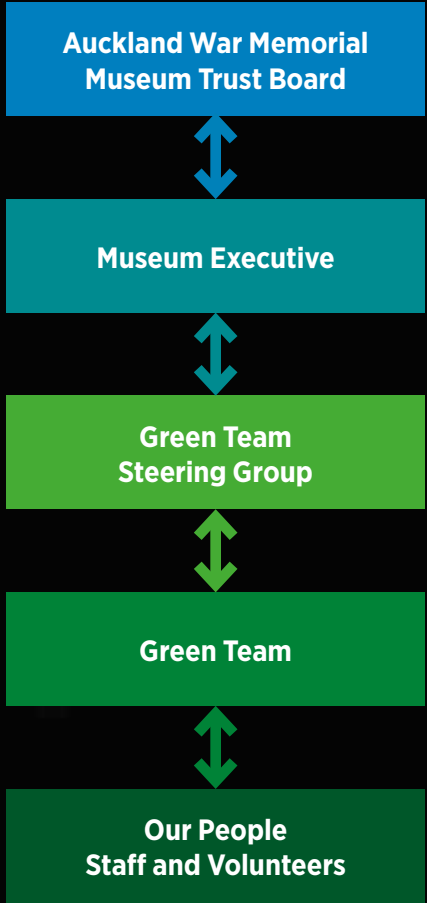 Auckland War Memorial
Museum Trust Board
Museum Executive
Green Team
Steering Group
Green Team
Our People
Staff and Volunteers